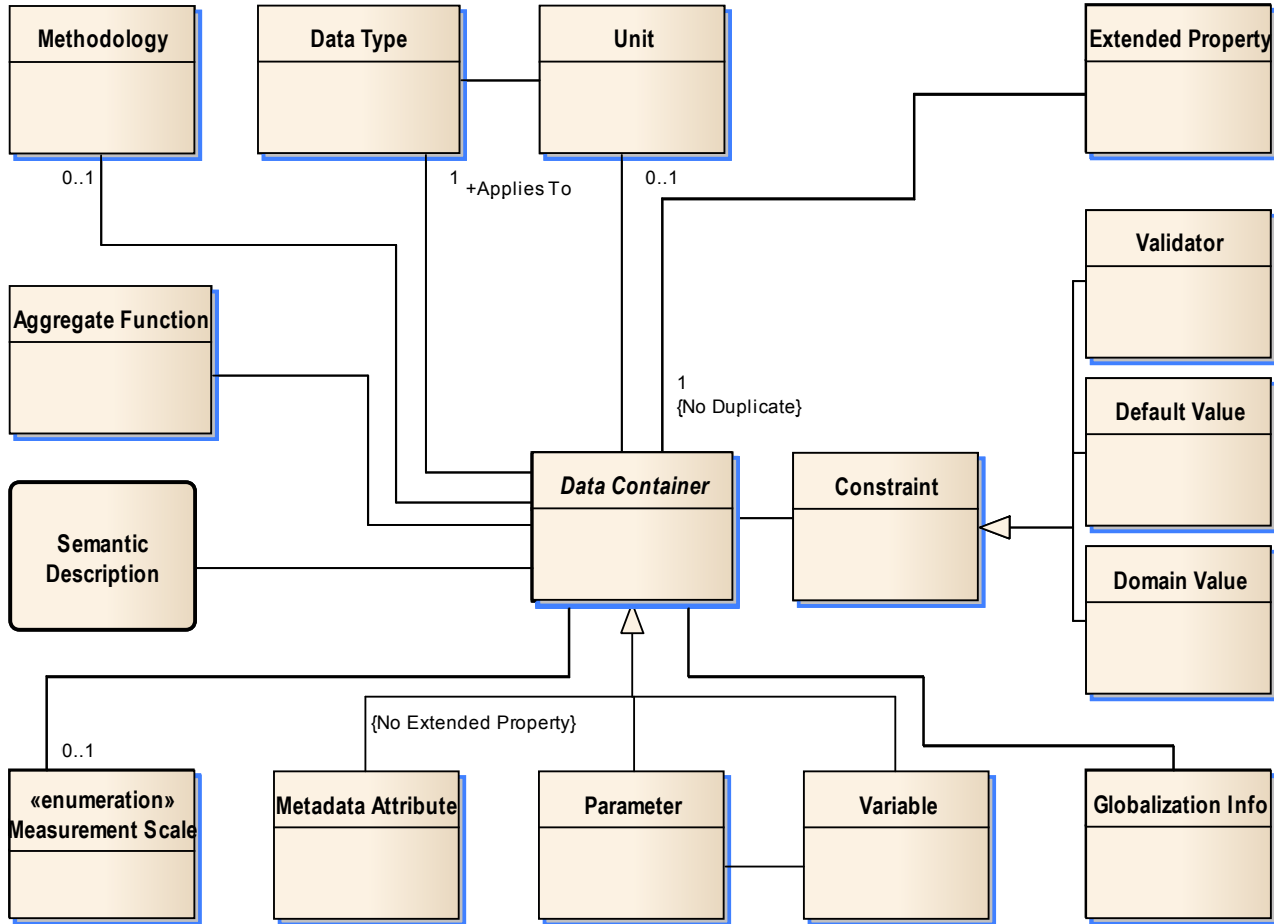 Methodology
Data Type
Unit
Extended Property
0..1
1
+Applies To
0..1
Validator
Aggregate Function
1
{No Duplicate}
Default Value
Data Container
Constraint
Semantic
Description
Domain Value
{No Extended Property}
0..1
«enumeration»
Measurement Scale
Metadata Attribute
Parameter
Variable
Globalization Info